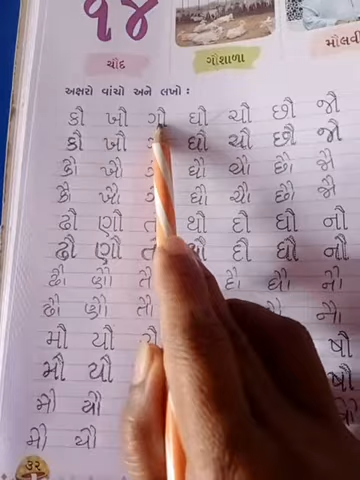 ૧૪
ચૌદ ગૌશાળા મૌલવી
અક્ષરો વાંચો અને લખો :
કૌ ખૌ ગૌ ઘૌ ચૌ છૌ જૌ
કૌ ખૌ ઘૌ ચૌ છૌ જૌ
કૌ ખૌ ઘૌ ચૌ છૌ જૌ
કૌ ખૌ ઘૌ ચૌ છૌ જૌ
ઢૌ ણૌ થૌ દૌ ધૌ નૌ
ઢૌ ણૌ થૌ દૌ ધૌ નૌ
ઢૌ ણૌ તૌ દૌ ધૌ નૌ
ઢૌ ણૌ તૌ નૌ
મૌ યૌ ષૌ
મૌ યૌ ષૌ
મૌ યૌ
મૌ યૌ
૩૨